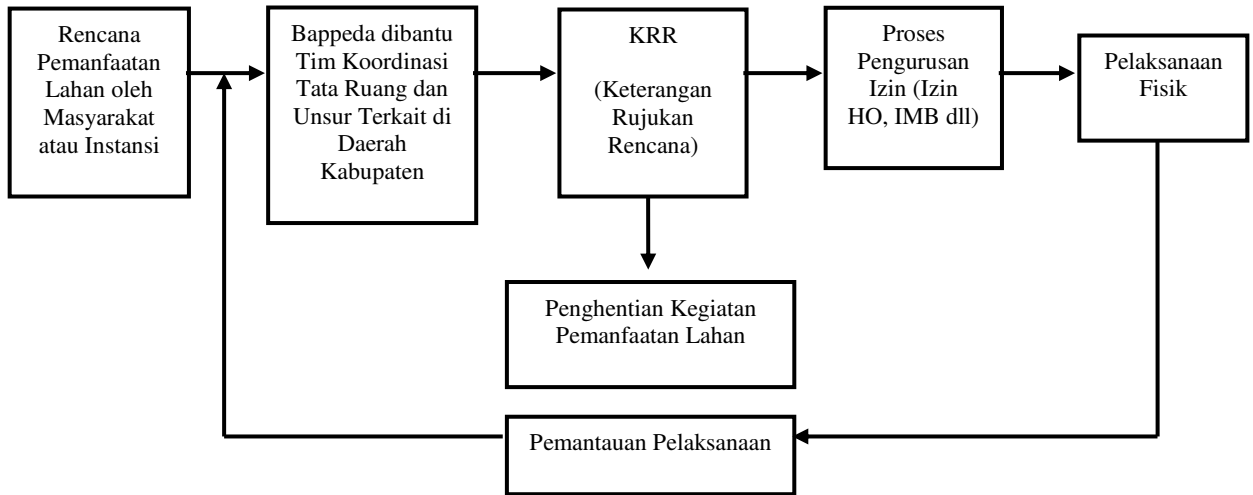 Rencana
Pemanfaatan
Lahan oleh
Masyarakat
atau Instansi
Bappeda dibantu
Tim Koordinasi
Tata Ruang dan
Unsur Terkait di
Daerah
Kabupaten
KRR
(Keterangan
Rujukan
Rencana)
Proses
Pengurusan
Izin (Izin
HO, IMB dll)
Pelaksanaan
Fisik
Penghentian Kegiatan
Pemanfaatan Lahan
Pemantauan Pelaksanaan